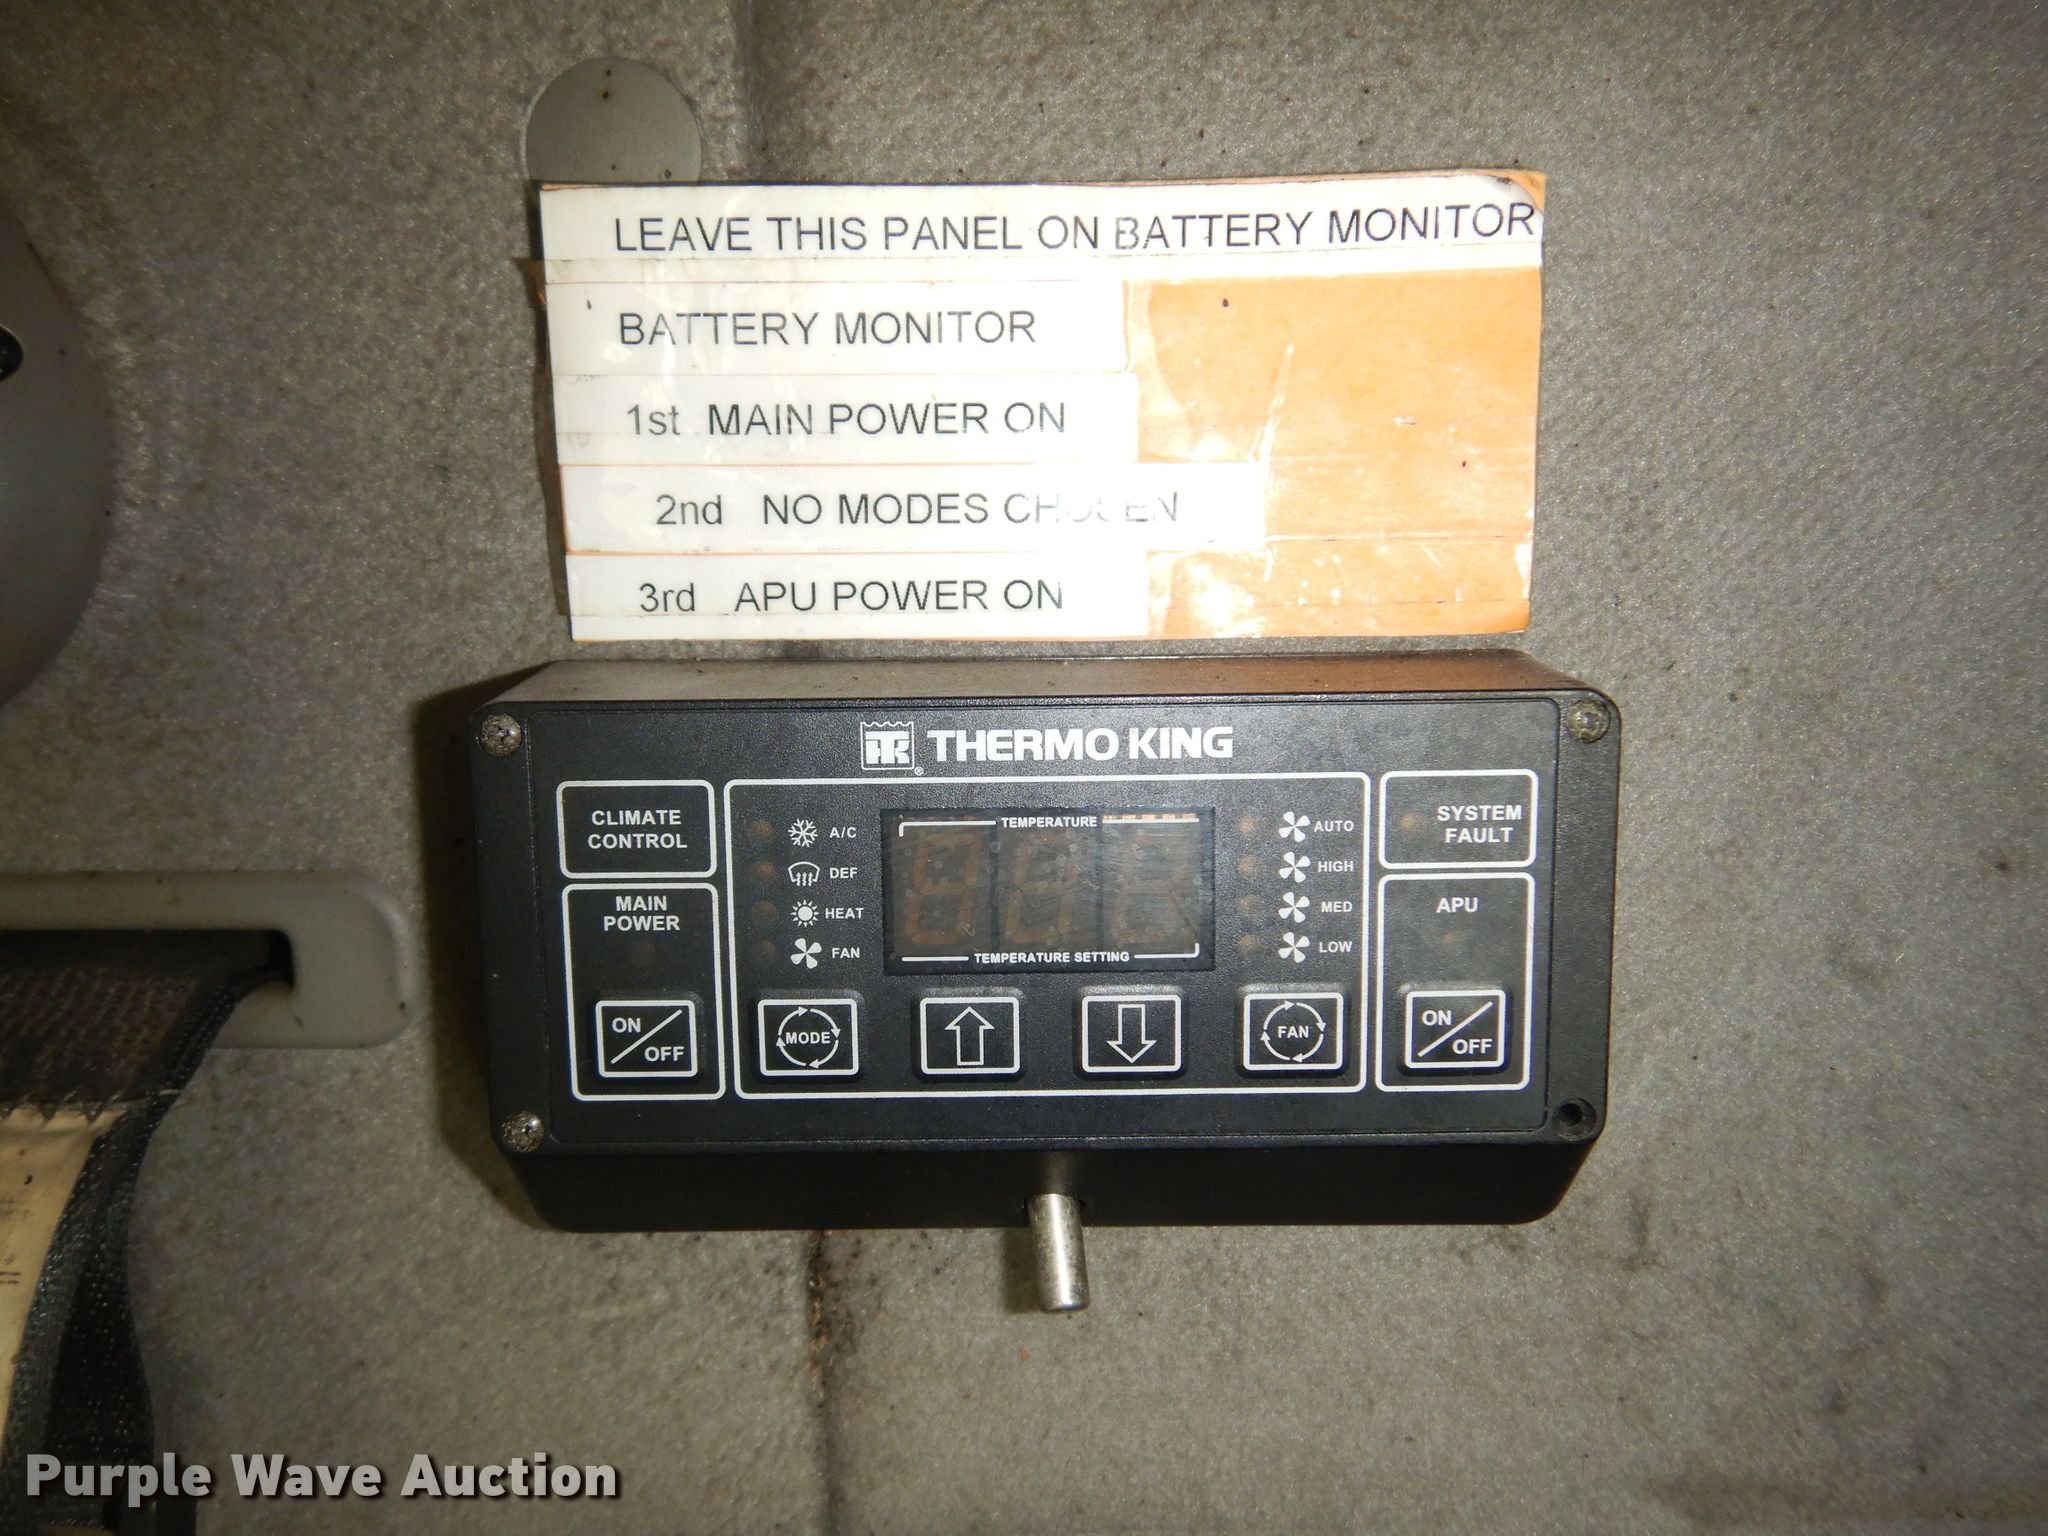 LEAVE THIS PANEL ON BATTERY MONITOR
BATTERY MONITOR
1st MAIN POWER ON
2nd NO MODES CHOSEN
3rd APU POWER ON
TK® THERMO KING
CLIMATE
CONTROL
MAIN
POWER
ON
OFF
A/C
DEF
HEAT
FAN
TEMPERATURE
TEMPERATURE SETTING
AUTO
HIGH
MED
LOW
MODE
FAN
SYSTEM
FAULT
APU
ON
OFF
Purple Wave Auction